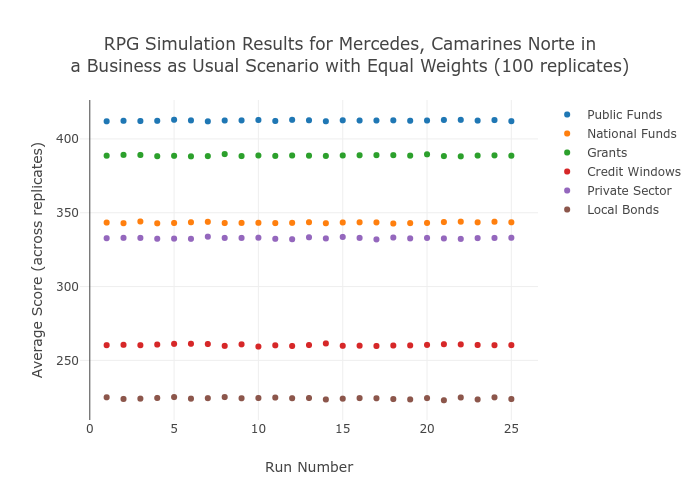 RPG Simulation Results for Mercedes, Camarines Norte in
a Business as Usual Scenario with Equal Weights (100 replicates)
Public Funds
National Funds
Grants
Credit Windows
Private Sector
Local Bonds
Average Score (across replicates)
400
350
300
250
0
5
10
15
20
25
Run Number